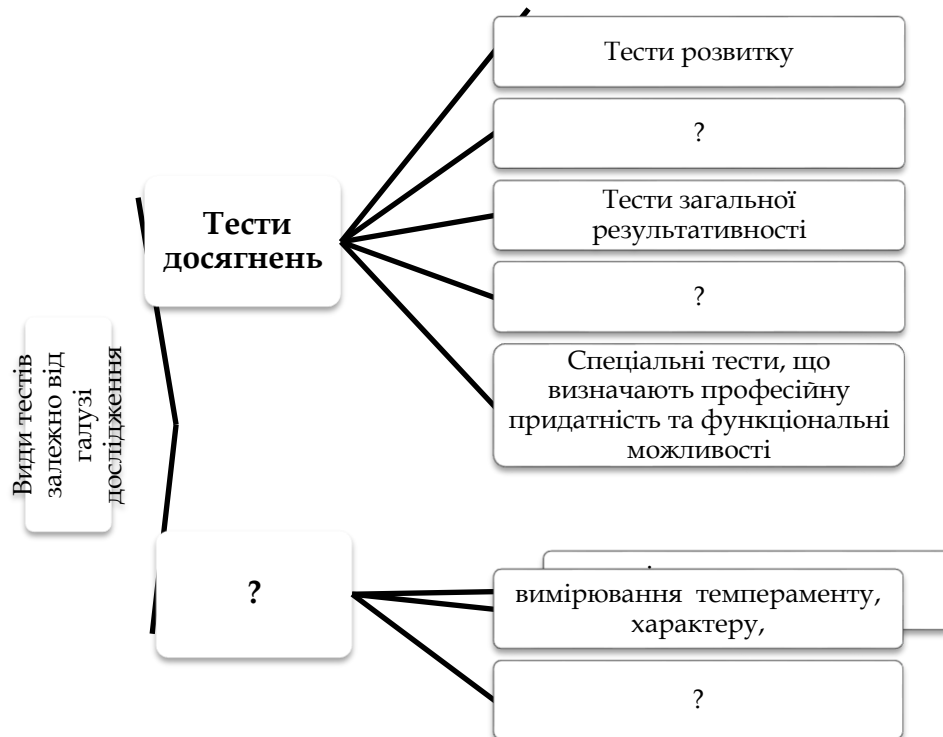 Тести розвитку
?
Тести загальної
результативності
?
Спеціальні тести, що
визначають професійну
придатність та функціональні
можливості
Тести
досягнень
Види тестів
залежно від
галузі
дослідження
?
вимірювання темпераменту,
характеру,
?